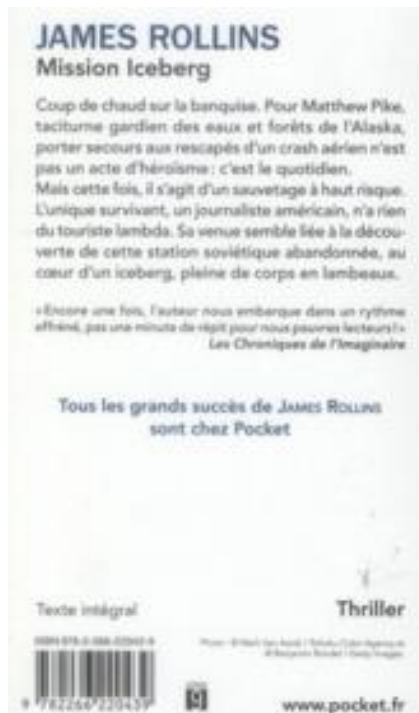 JAMES ROLLINS
Mission Iceberg
Coup de chaud sur la banquise. Pour Matthew Pike,
taciturne gardien des eaux et forêts de l'Alaska,
porter secours aux rescapés d'un crash aérien n'est
pas un acte d'héroïsme : c'est le quotidien.
Mais cette fois, il s'agit d'un sauvetage à haut risque.
L'unique survivant, un journaliste américain, n'a rien
du touriste lambda. Sa venue semble liée à la décou-
verte de cette station soviétique abandonnée, au
cœur d'un iceberg, pleine de corps en lambeaux.
« Encore une fois, l'auteur nous embarque dans un rythme
effréné, pas une minute de répit pour nous pauvres lecteurs ! »
Les Chroniques de l'Imaginaire
Tous les grands succès de JAMES ROLLINS
sont chez Pocket
Texte intégral
Thriller
9 782266 220439
www.pocket.fr